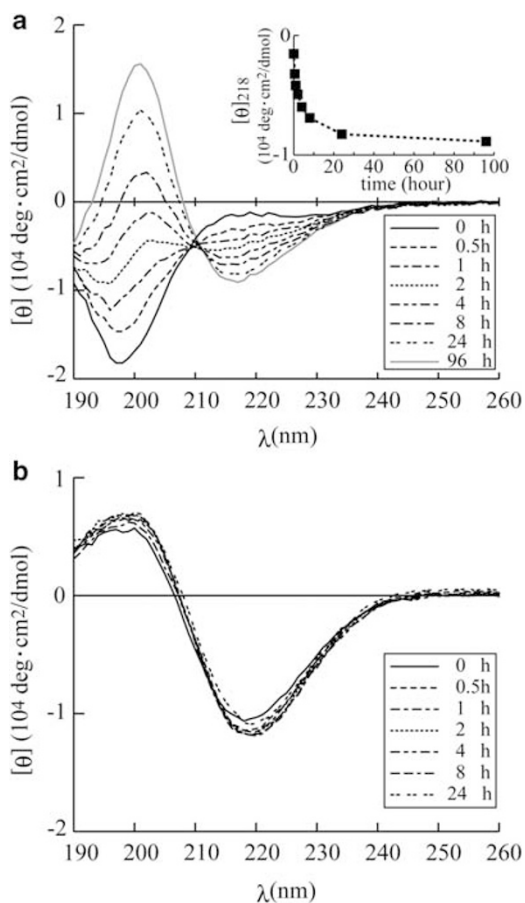 a
2
1
0
-1
-2
[θ] (10⁴ deg·cm²/dmol)
190 200 210 220 230 240 250 260
λ(nm)
[θ]₂₁₈
(10⁴ deg·cm²/dmol)
0
-1
0 20 40 60 80 100
time (hour)
0 h
0.5h
1 h
2 h
4 h
8 h
24 h
96 h
b
1
0
-1
-2
[θ] (10⁴ deg·cm²/dmol)
190 200 210 220 230 240 250 260
λ(nm)
0 h
0.5h
1 h
2 h
4 h
8 h
24 h